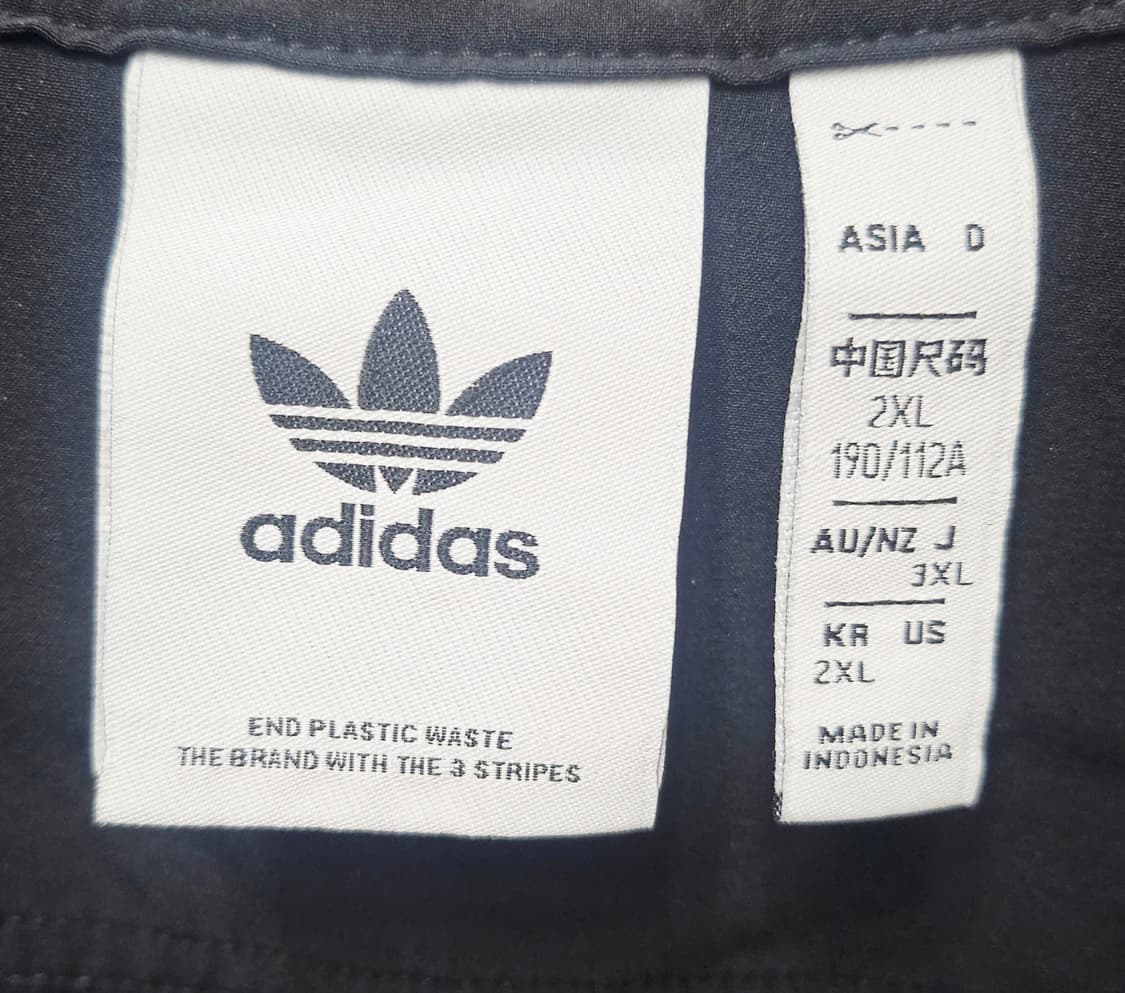 adidas
END PLASTIC WASTE
THE BRAND WITH THE 3 STRIPES
ASIA D
中国尺码
2XL
190/112A
AU/NZ J
3XL
KR US
2XL
MADE IN
INDONESIA